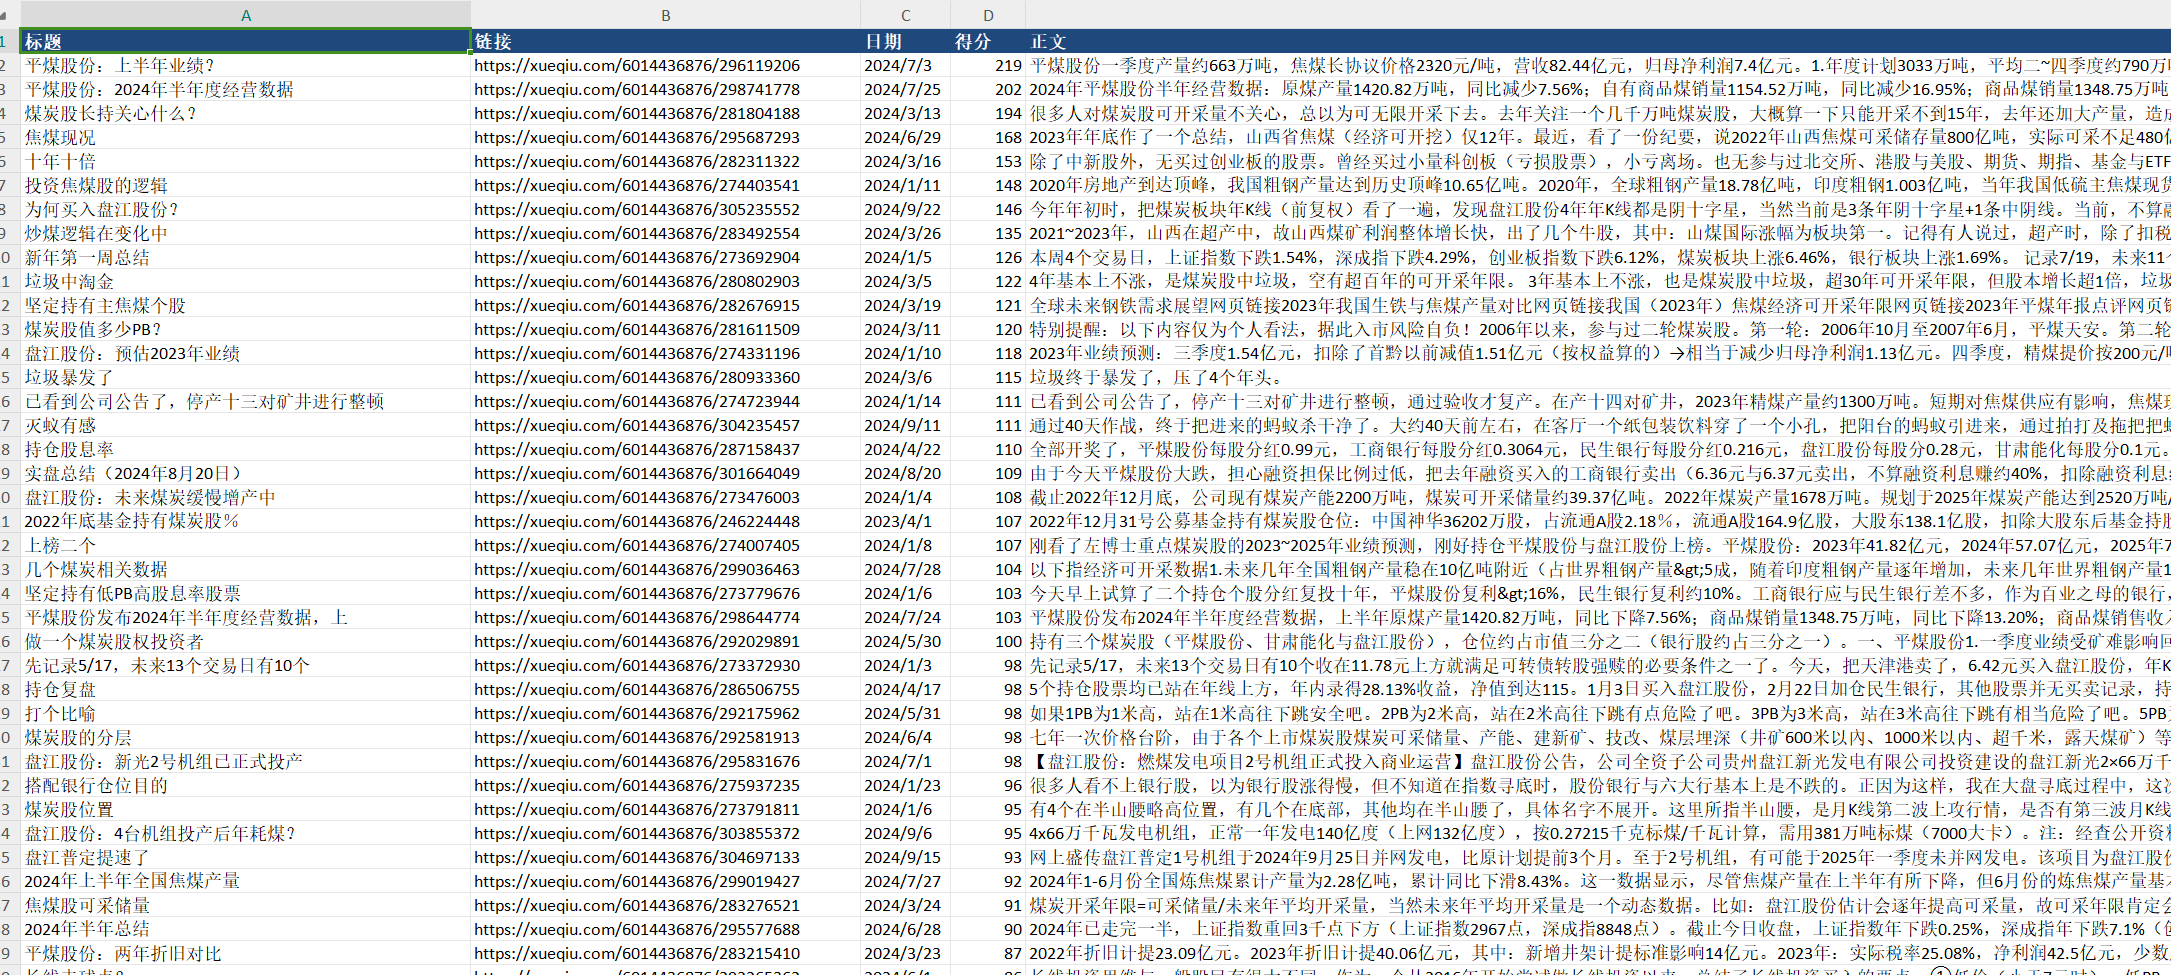 A B C D
1 标题 链接 日期 得分 正文
2 平煤股份：上半年业绩？ https://xueqiu.com/6014436876/296119206 2024/7/3 219 平煤股份一季度产量约663万吨，焦煤长协议价格2320元/吨，营收82.44亿元，归母净利润7.4亿元。1.年度计划3033万吨，平均二~四季度约790万
3 平煤股份：2024年半年度经营数据 https://xueqiu.com/6014436876/298741778 2024/7/25 202 2024年平煤股份半年经营数据：原煤产量1420.82万吨，同比减少7.56%；自有商品煤销量1154.52万吨，同比减少16.95%；商品煤销量1348.75万吨
4 煤炭股长持关心什么？ https://xueqiu.com/6014436876/281804188 2024/3/13 194 很多人对煤炭股可开采量不关心，总以为可无限开采下去。去年关注一个几千万吨煤炭股，大概算一下只能开采不到15年，去年还加大产量，造成
5 焦煤现况 https://xueqiu.com/6014436876/295687293 2024/6/29 168 2023年年底作了一个总结，山西省焦煤（经济可开挖）仅12年。最近，看了一份纪要，说2022年山西焦煤可采储存量800亿吨，实际可采不足480亿
6 十年十倍 https://xueqiu.com/6014436876/282311322 2024/3/16 153 除了中新股外，无买过创业板的股票。曾经买过小量科创板（亏损股票），小亏离场。也无参与过北交所、港股与美股、期货、期指、基金与ETF
7 投资焦煤股的逻辑 https://xueqiu.com/6014436876/274403541 2024/1/11 148 2020年房地产到达顶峰，我国粗钢产量达到历史顶峰10.65亿吨。2020年，全球粗钢产量18.78亿吨，印度粗钢1.003亿吨，当年我国低硫主焦煤现货
8 为何买入盘江股份？ https://xueqiu.com/6014436876/305235552 2024/9/22 146 今年年初时，把煤炭板块年K线（前复权）看了一遍，发现盘江股份4年年K线都是阴十字星，当然当前是3条年阴十字星+1条中阴线。当前，不算融
9 炒煤逻辑在变化中 https://xueqiu.com/6014436876/283492554 2024/3/26 135 2021~2023年，山西在超产中，故山西煤矿利润整体增长快，出了几个牛股，其中：山煤国际涨幅为板块第一。记得有人说过，超产时，除了扣税
0 新年第一周总结 https://xueqiu.com/6014436876/273692904 2024/1/5 126 本周4个交易日，上证指数下跌1.54%，深成指下跌4.29%，创业板指数下跌6.12%，煤炭板块上涨6.46%，银行板块上涨1.69%。 记录7/19，未来11个
1 垃圾中淘金 https://xueqiu.com/6014436876/280802903 2024/3/5 122 4年基本上不涨，是煤炭股中垃圾，空有超百年的可开采年限。 3年基本上不涨，也是煤炭股中垃圾，超30年可开采年限，但股本增长超1倍，垃圾
2 坚定持有主焦煤个股 https://xueqiu.com/6014436876/282676915 2024/3/19 121 全球未来钢铁需求展望网页链接2023年我国生铁与焦煤产量对比网页链接我国（2023年）焦煤经济可开采年限网页链接2023年平煤年报点评网页链
3 煤炭股值多少PB？ https://xueqiu.com/6014436876/281611509 2024/3/11 120 特别提醒：以下内容仅为个人看法，据此入市风险自负！2006年以来，参与过二轮煤炭股。第一轮：2006年10月至2007年6月，平煤天安。第二轮
4 盘江股份：预估2023年业绩 https://xueqiu.com/6014436876/274331196 2024/1/10 118 2023年业绩预测：三季度1.54亿元，扣除了首黔以前减值1.51亿元（按权益算的）→相当于减少归母净利润1.13亿元。四季度，精煤提价按200元/吨
5 垃圾暴发了 https://xueqiu.com/6014436876/280933360 2024/3/6 115 垃圾终于暴发了，压了4个年头。
6 已看到公司公告了，停产十三对矿井进行整顿 https://xueqiu.com/6014436876/274723944 2024/1/14 111 已看到公司公告了，停产十三对矿井进行整顿，通过验收才复产。在产十四对矿井，2023年精煤产量约1300万吨。短期对焦煤供应有影响，焦煤现
7 灭蚁有感 https://xueqiu.com/6014436876/304235457 2024/9/11 111 通过40天作战，终于把进来的蚂蚁杀干净了。大约40天前左右，在客厅一个纸包装饮料穿了一个小孔，把阳台的蚂蚁引进来，通过拍打及拖把把蚂
8 持仓股息率 https://xueqiu.com/6014436876/287158437 2024/4/22 110 全部开奖了，平煤股份每股分红0.99元，工商银行每股分红0.3064元，民生银行每股分红0.216元，盘江股份每股分0.28元，甘肃能化每股分0.1元。
9 实盘总结（2024年8月20日） https://xueqiu.com/6014436876/301664049 2024/8/20 109 由于今天平煤股份大跌，担心融资担保比例过低，把去年融资买入的工商银行卖出（6.36元与6.37元卖出，不算融资利息赚约40%，扣除融资利息
0 盘江股份：未来煤炭缓慢增产中 https://xueqiu.com/6014436876/273476003 2024/1/4 108 截止2022年12月底，公司现有煤炭产能2200万吨，煤炭可开采储量约39.37亿吨。2022年煤炭产量1678万吨。规划于2025年煤炭产能达到2520万吨/
1 2022年底基金持有煤炭股％ https://xueqiu.com/6014436876/246224448 2023/4/1 107 2022年12月31号公募基金持有煤炭股仓位：中国神华36202万股，占流通A股2.18％，流通A股164.9亿股，大股东138.1亿股，扣除大股东后基金持股
2 上榜二个 https://xueqiu.com/6014436876/274007405 2024/1/8 107 刚看了左博士重点煤炭股的2023~2025年业绩预测，刚好持仓平煤股份与盘江股份上榜。平煤股份：2023年41.82亿元，2024年57.07亿元，2025年7
3 几个煤炭相关数据 https://xueqiu.com/6014436876/299036463 2024/7/28 104 以下指经济可开采数据1.未来几年全国粗钢产量稳在10亿吨附近（占世界粗钢产量&gt;5成，随着印度粗钢产量逐年增加，未来几年世界粗钢产量1
4 坚定持有低PB高股息率股票 https://xueqiu.com/6014436876/273779676 2024/1/6 103 今天早上试算了二个持仓个股分红复投十年，平煤股份复利&gt;16%，民生银行复利约10%。工商银行应与民生银行差不多，作为百业之母的银行，
5 平煤股份发布2024年半年度经营数据，上 https://xueqiu.com/6014436876/298644774 2024/7/24 103 平煤股份发布2024年半年度经营数据，上半年原煤产量1420.82万吨，同比下降7.56%；商品煤销量1348.75万吨，同比下降13.20%；商品煤销售收入
6 做一个煤炭股权投资者 https://xueqiu.com/6014436876/292029891 2024/5/30 100 持有三个煤炭股（平煤股份、甘肃能化与盘江股份），仓位约占市值三分之二（银行股约占三分之一）。一、平煤股份1.一季度业绩受矿难影响回
7 先记录5/17，未来13个交易日有10个 https://xueqiu.com/6014436876/273372930 2024/1/3 98 先记录5/17，未来13个交易日有10个收在11.78元上方就满足可转债转股强赎的必要条件之一了。今天，把天津港卖了，6.42元买入盘江股份，年K
8 持仓复盘 https://xueqiu.com/6014436876/286506755 2024/4/17 98 5个持仓股票均已站在年线上方，年内录得28.13%收益，净值到达115。1月3日买入盘江股份，2月22日加仓民生银行，其他股票并无买卖记录，持
9 打个比喻 https://xueqiu.com/6014436876/292175962 2024/5/31 98 如果1PB为1米高，站在1米高往下跳安全吧。2PB为2米高，站在2米高往下跳有点危险了吧。3PB为3米高，站在3米高往下跳有相当危险了吧。5PB
0 煤炭股的分层 https://xueqiu.com/6014436876/292581913 2024/6/4 98 七年一次价格台阶，由于各个上市煤炭股煤炭可采储量、产能、建新矿、技改、煤层埋深（井矿600米以内、1000米以内、超千米，露天煤矿）等
1 盘江股份：新光2号机组已正式投产 https://xueqiu.com/6014436876/295831676 2024/7/1 98 【盘江股份：燃煤发电项目2号机组正式投入商业运营】盘江股份公告，公司全资子公司贵州盘江新光发电有限公司投资建设的盘江新光2×66万千
2 搭配银行仓位目的 https://xueqiu.com/6014436876/275937235 2024/1/23 96 很多人看不上银行股，以为银行股涨得慢，但不知道在指数寻底时，股份银行与六大行基本上是不跌的。正因为这样，我在大盘寻底过程中，这次
3 煤炭股位置 https://xueqiu.com/6014436876/273791811 2024/1/6 95 有4个在半山腰略高位置，有几个在底部，其他均在半山腰了，具体名字不展开。这里所指半山腰，是月K线第二波上攻行情，是否有第三波月K线
4 盘江股份：4台机组投产后年耗煤？ https://xueqiu.com/6014436876/303855372 2024/9/6 95 4x66万千瓦发电机组，正常一年发电140亿度（上网132亿度），按0.27215千克标煤/千瓦计算，需用381万吨标煤（7000大卡）。注：经查公开资料
5 盘江普定提速了 https://xueqiu.com/6014436876/304697133 2024/9/15 93 网上盛传盘江普定1号机组于2024年9月25日并网发电，比原计划提前3个月。至于2号机组，有可能于2025年一季度未并网发电。该项目为盘江股份
6 2024年上半年全国焦煤产量 https://xueqiu.com/6014436876/299019427 2024/7/27 92 2024年1-6月份全国炼焦煤累计产量为2.28亿吨，累计同比下滑8.43%。这一数据显示，尽管焦煤产量在上半年有所下降，但6月份的炼焦煤产量基本
7 焦煤股可采储量 https://xueqiu.com/6014436876/283276521 2024/3/24 91 煤炭开采年限=可采储量/未来年平均开采量，当然未来年平均开采量是一个动态数据。比如：盘江股份估计会逐年提高可采量，故可采年限肯定会
8 2024年半年总结 https://xueqiu.com/6014436876/295577688 2024/6/28 90 2024年已走完一半，上证指数重回3千点下方（上证指数2967点，深成指8848点）。截止今日收盘，上证指数年下跌0.25%，深成指年下跌7.1%（创
9 平煤股份：两年折旧对比 https://xueqiu.com/6014436876/283215410 2024/3/23 87 2022年折旧计提23.09亿元。2023年折旧计提40.06亿元，其中：新增井架计提标准影响14亿元。2023年：实际税率25.08%，净利润42.5亿元，少数